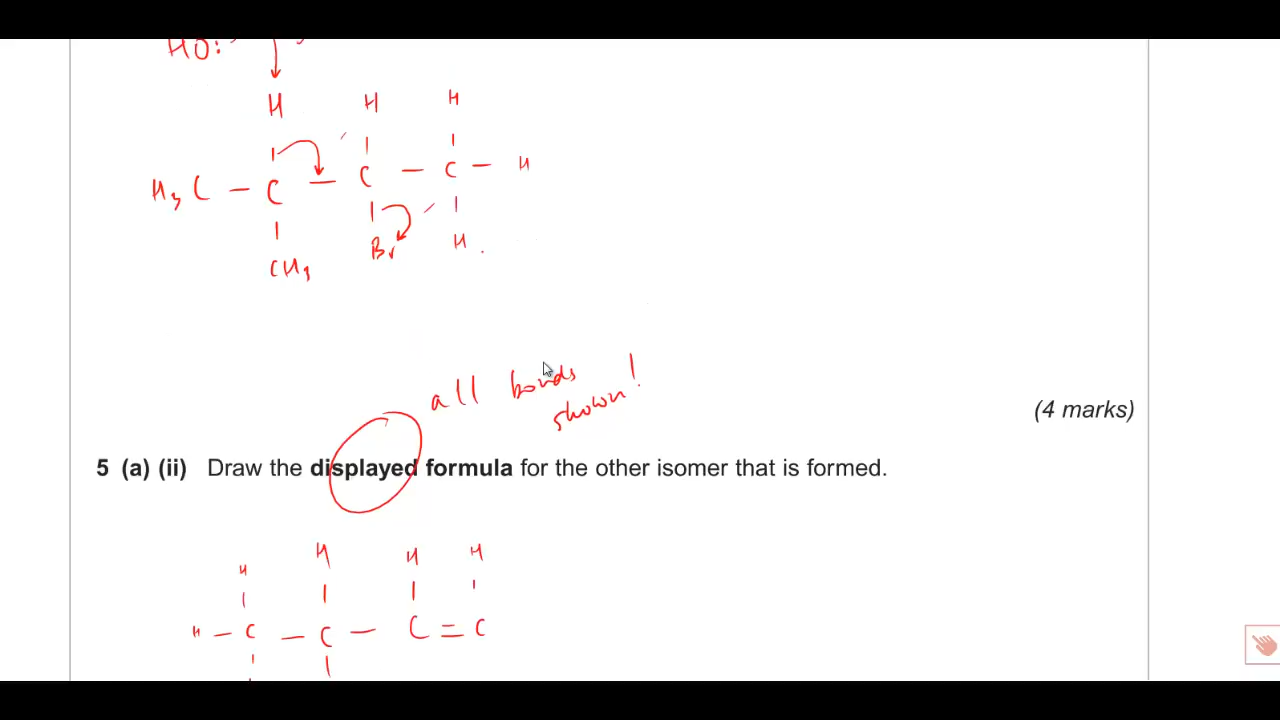 HO:
H H H
H3C - C - C - C - H
Br H
CH3
all bonds
shown!
(4 marks)
5 (a) (ii) Draw the displayed formula for the other isomer that is formed.
H H H H
H - C - C - C = C